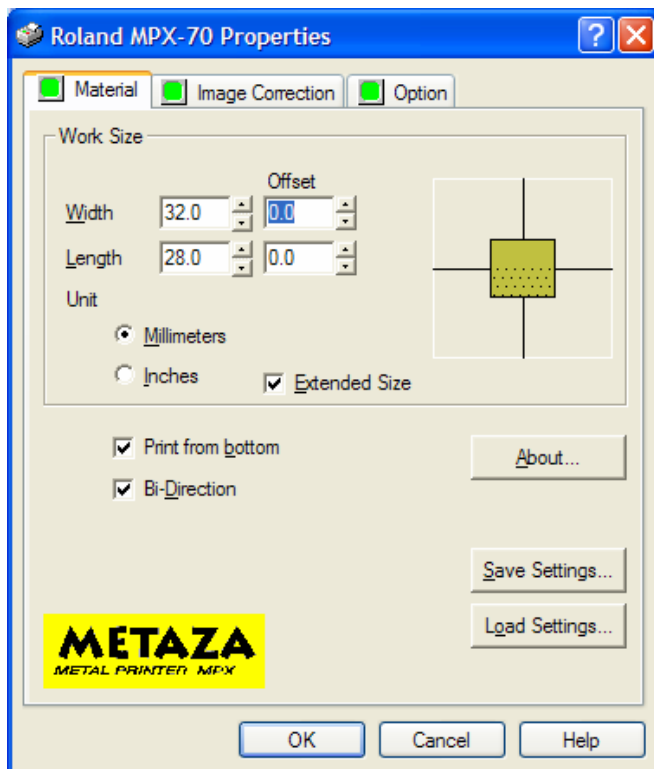 Roland MPX-70 Properties
Material Image Correction Option
Work Size
Offset
Width 32.0 0.0
Length 28.0 0.0
Unit
Millimeters
Inches Extended Size
Print from bottom
Bi-Direction
About...
Save Settings...
Load Settings...
METAZA
METAL PRINTER MPX
OK Cancel Help